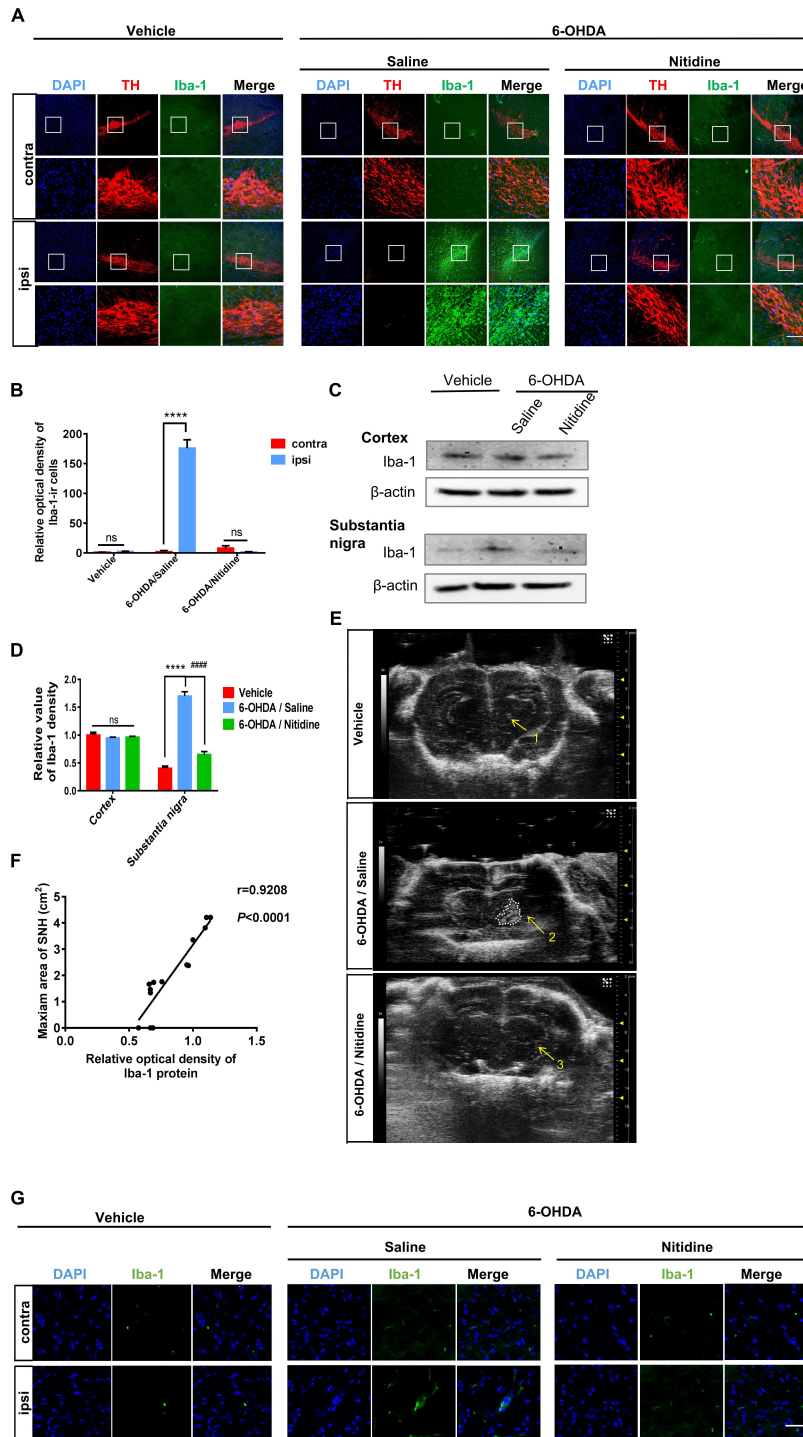 A
Vehicle
6-OHDA
Saline
Nitidine
DAPI TH Iba-1 Merge
DAPI TH Iba-1 Merge
DAPI TH Iba-1 Merge
contra
ipsi
B
Relative optical density of
Iba-1-ir cells
200
150
100
50
0
ns
****
ns
contra
ipsi
Vehicle
6-OHDA/Saline
6-OHDA/Nitidine
C
Vehicle
6-OHDA
Saline
Nitidine
Cortex
Iba-1
β-actin
Substantia
nigra
Iba-1
β-actin
D
Relative value
of Iba-1 density
2.0
1.5
1.0
0.5
0.0
ns
**** ####
Vehicle
6-OHDA / Saline
6-OHDA / Nitidine
Cortex
Substantia nigra
E
Vehicle
1
6-OHDA / Saline
2
6-OHDA / Nitidine
3
F
r=0.9208
P<0.0001
Maxiam area of SNH (cm²)
5
4
3
2
1
0
0.0 0.5 1.0 1.5
Relative optical density of
Iba-1 protein
G
Vehicle
6-OHDA
Saline
Nitidine
DAPI Iba-1 Merge
DAPI Iba-1 Merge
DAPI Iba-1 Merge
contra
ipsi